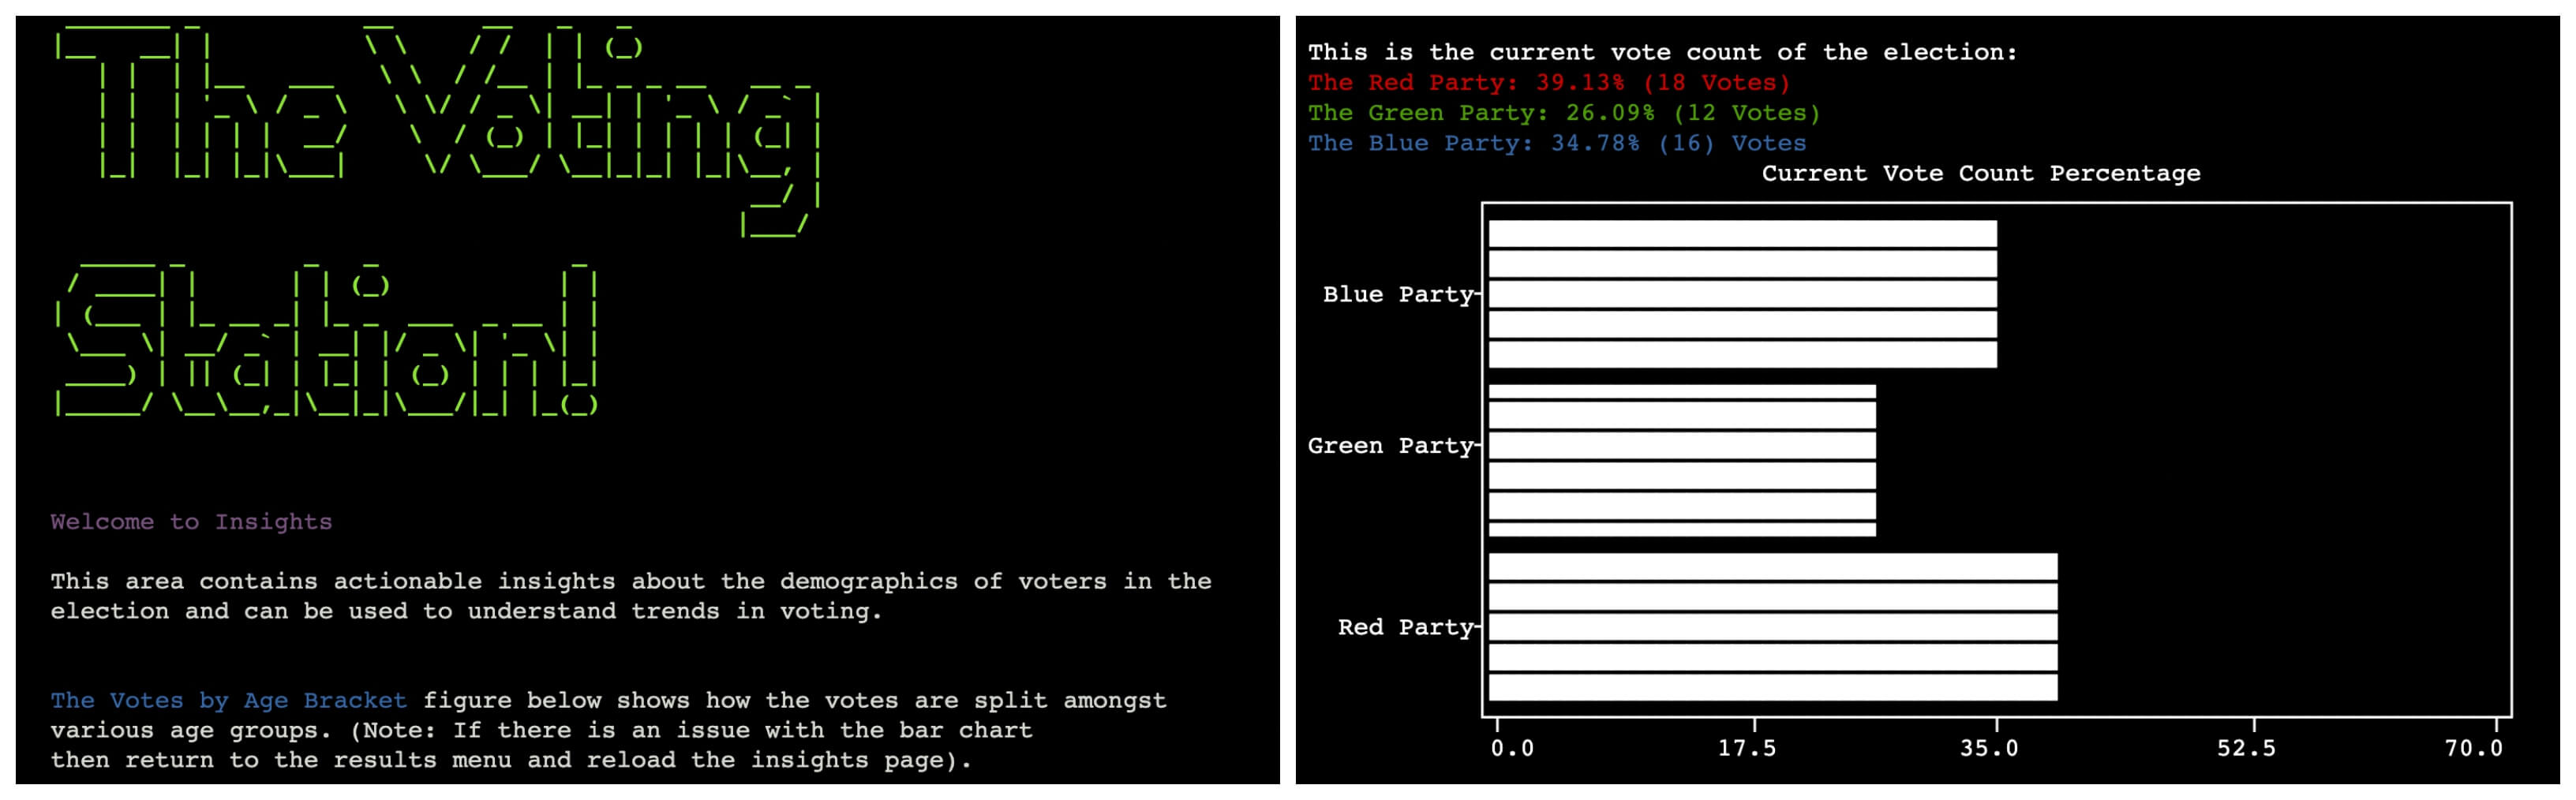 The Voting
Station!
Welcome to Insights
This area contains actionable insights about the demographics of voters in the
election and can be used to understand trends in voting.
The Votes by Age Bracket figure below shows how the votes are split amongst
various age groups. (Note: If there is an issue with the bar chart
then return to the results menu and reload the insights page).
This is the current vote count of the election:
The Red Party: 39.13% (18 Votes)
The Green Party: 26.09% (12 Votes)
The Blue Party: 34.78% (16) Votes
Current Vote Count Percentage
Blue Party
Green Party
Red Party
0.0 17.5 35.0 52.5 70.0